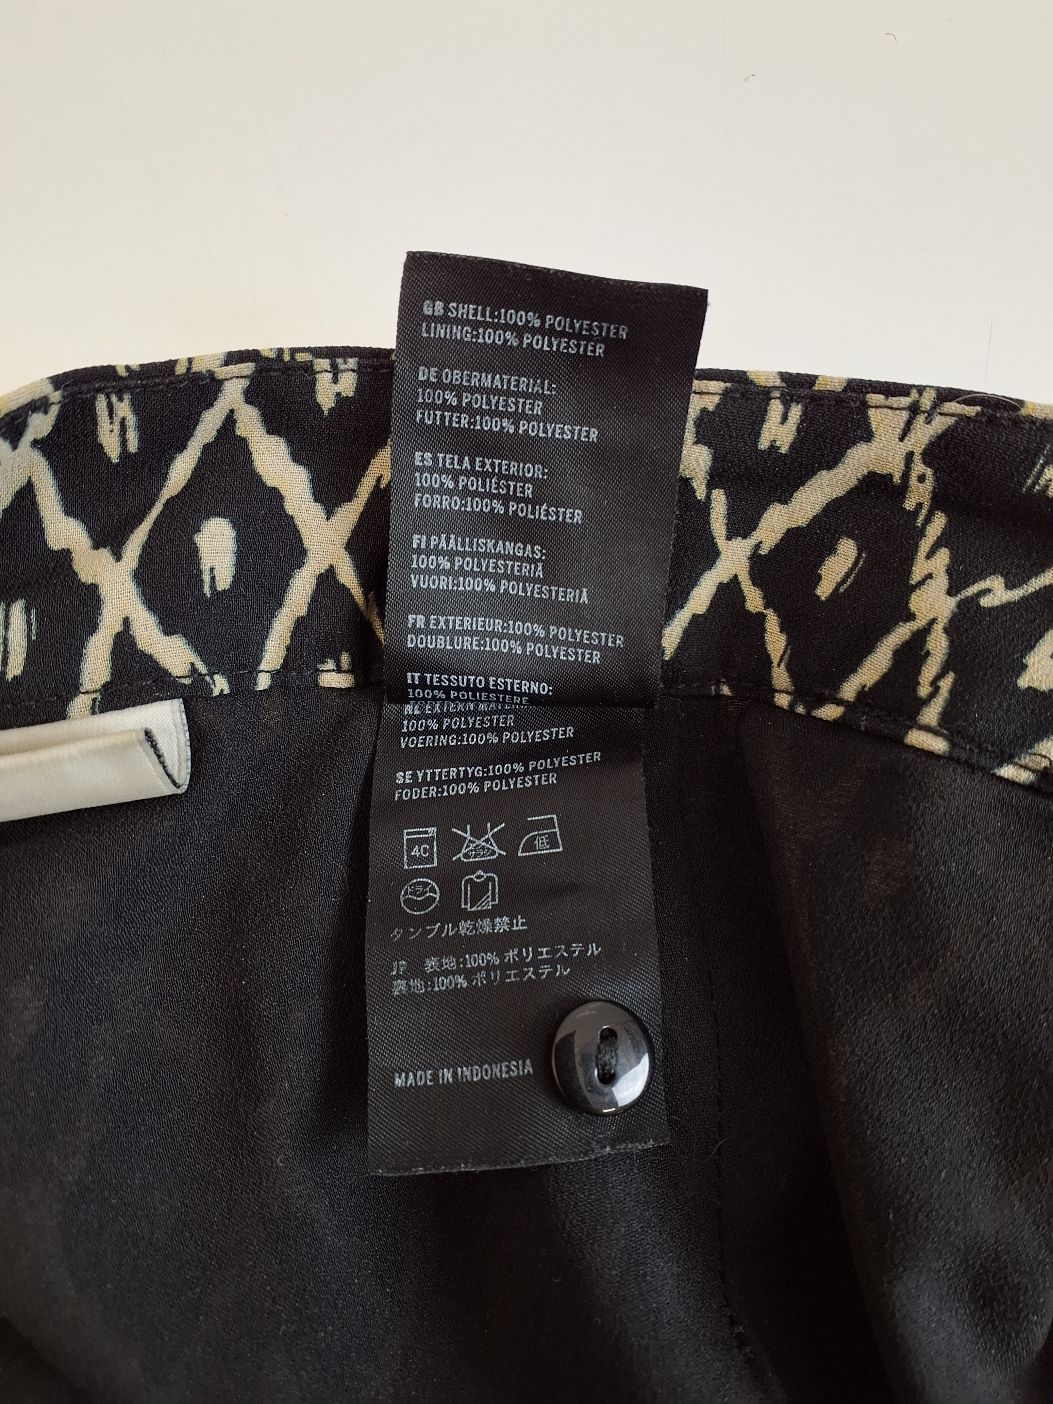 GB SHELL:100% POLYESTER
LINING:100% POLYESTER
DE OBERMATERIAL:
100% POLYESTER
FUTTER:100% POLYESTER
ES TELA EXTERIOR:
100% POLIÉSTER
FORRO:100% POLIÉSTER
FI PÄÄLLISKANGAS:
100% POLYESTERIÄ
VUORI:100% POLYESTERIÄ
FR EXTERIEUR:100% POLYESTER
DOUBLURE:100% POLYESTER
IT TESSUTO ESTERNO:
100% POLIESTERE
100% POLYESTER
VOERING:100% POLYESTER
SE YTTERTYG:100% POLYESTER
FODER:100% POLYESTER
40 低
ドライ
タンブル乾燥禁止
JP 表地:100% ポリエステル
裏地:100% ポリエステル
MADE IN INDONESIA